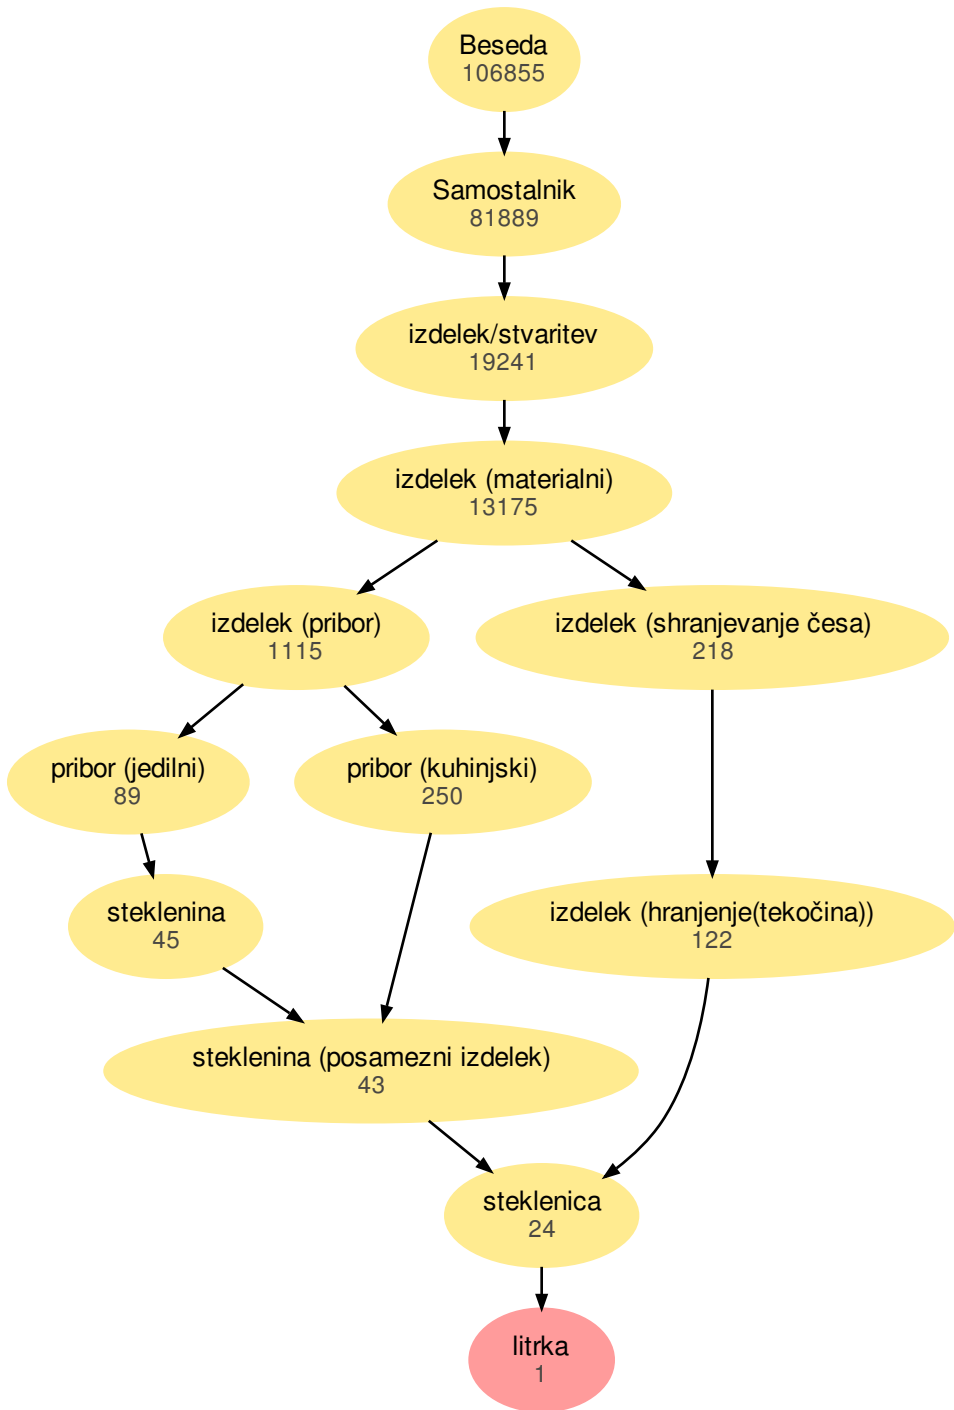 Beseda
106855
Samostalnik
81889
izdelek/stvaritev
19241
izdelek (materialni)
13175
izdelek (pribor)
1115
izdelek (shranjevanje česa)
218
pribor (jedilni)
89
pribor (kuhinjski)
250
steklenina
45
izdelek (hranjenje(tekočina))
122
steklenina (posamezni izdelek)
43
steklenica
24
litrka
1